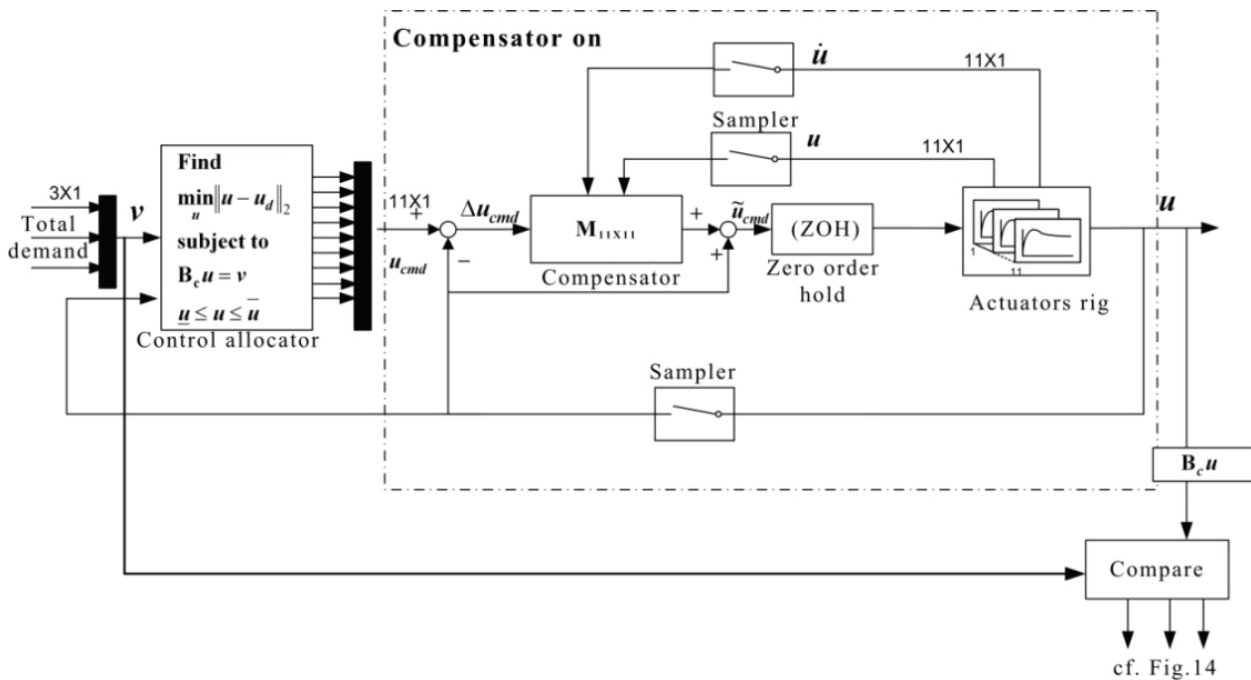 Compensator on
u̇
11X1
Sampler
u
11X1
3X1
Total
demand
v
Find
min‖u − u_d‖₂
u
subject to
B_c u = v
u̲ ≤ u ≤ u̅
Control allocator
11X1
+
u_cmd
−
Δu_cmd
M_11X11
Compensator
+
+
ũ_cmd
(ZOH)
Zero order
hold
1
11
Actuators rig
u
Sampler
B_c u
Compare
cf. Fig.14